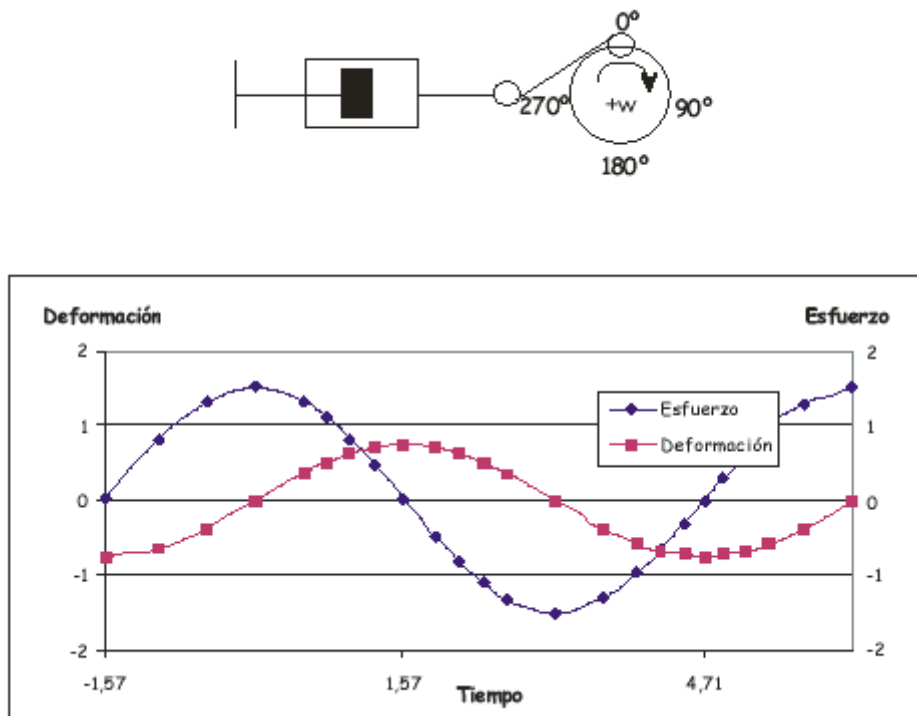 0º
270º
+w
90º
180º
Deformación
Esfuerzo
2
2
Esfuerzo
1
1
Deformación
0
0
-1
-1
-2
-2
-1,57
1,57
4,71
Tiempo